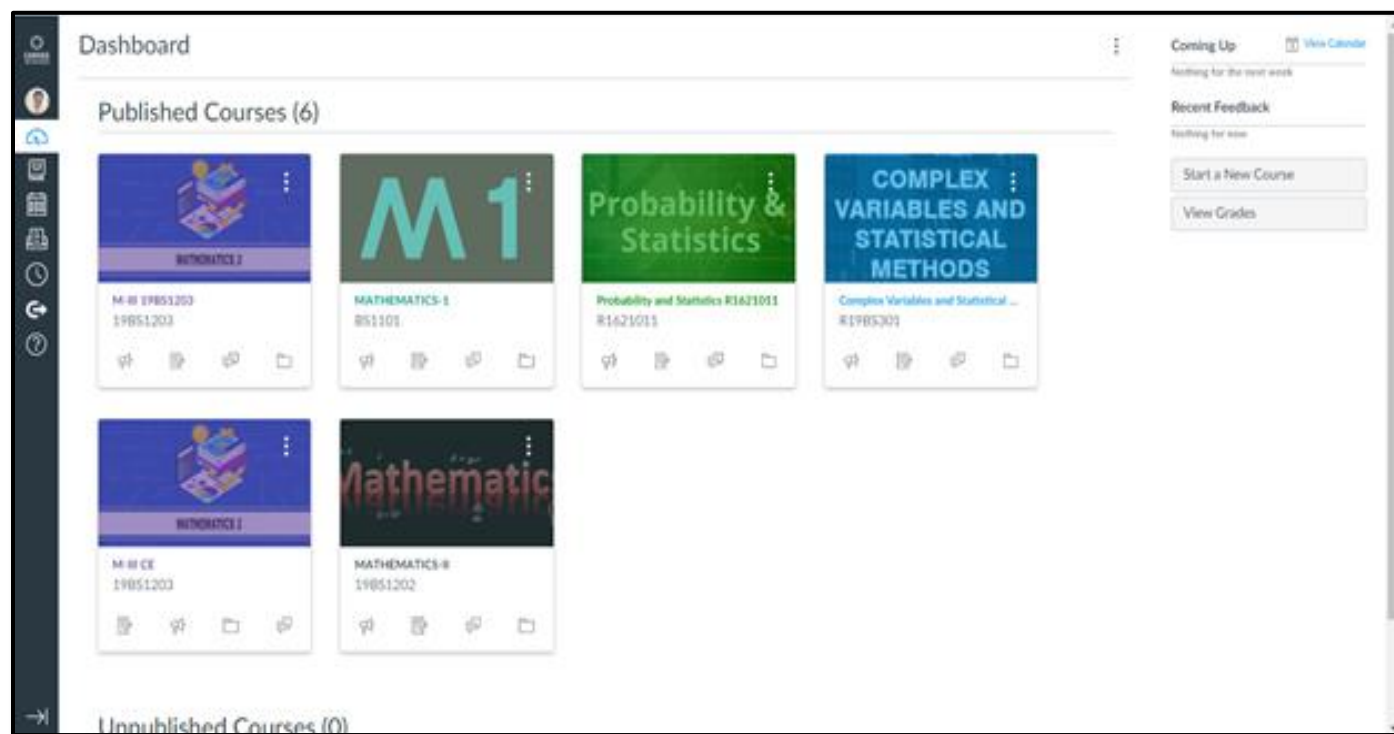 Dashboard
Published Courses (6)
M-III 19BS1203
19BS1203
M 1
MATHEMATICS-1
BS1101
Probability &
Statistics
Probability and Statistics R1621011
R1621011
COMPLEX
VARIABLES AND
STATISTICAL
METHODS
Complex Variables and Statistical ...
R19BS301
M-III CE
19BS1203
Mathematic
MATHEMATICS-II
19BS1202
Unpublished Courses (0)
Coming Up
View Calendar
Nothing for the next week
Recent Feedback
Nothing for now
Start a New Course
View Grades